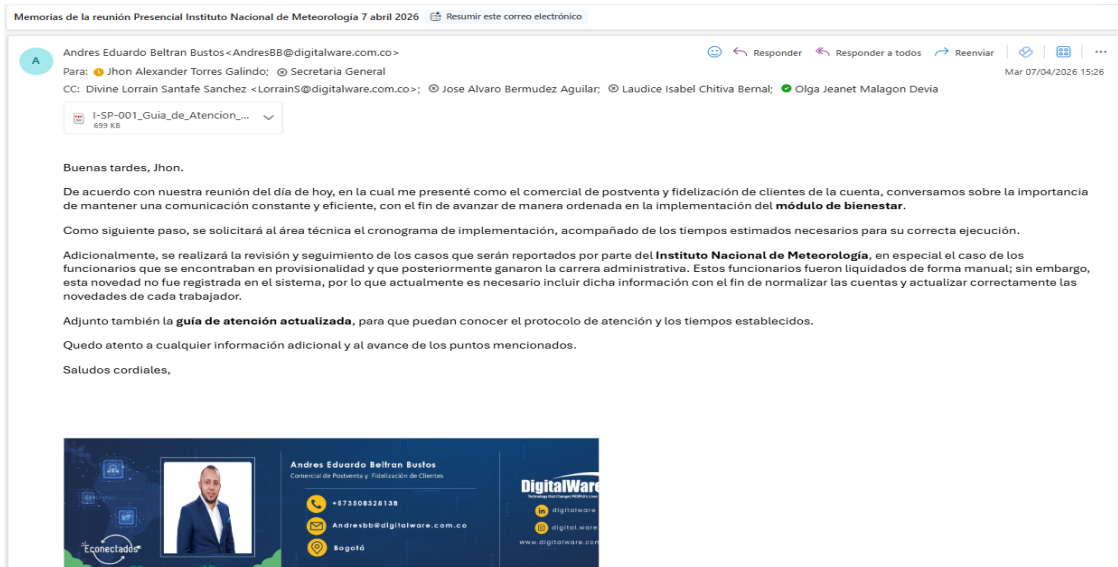 Memorias de la reunión Presencial Instituto Nacional de Meteorología 7 abril 2026 Resumir este correo electrónico
A
Andres Eduardo Beltran Bustos<AndresBB@digitalware.com.co>
Responder Responder a todos Reenviar
Para: Jhon Alexander Torres Galindo; Secretaria General
Mar 07/04/2026 15:26
CC: Divine Lorrain Santafe Sanchez <LorrainS@digitalware.com.co>; Jose Alvaro Bermudez Aguilar; Laudice Isabel Chitiva Bernal; Olga Jeanet Malagon Devia
I-SP-001_Guia_de_Atencion_...
699 KB
Buenas tardes, Jhon.
De acuerdo con nuestra reunión del día de hoy, en la cual me presenté como el comercial de postventa y fidelización de clientes de la cuenta, conversamos sobre la importancia
de mantener una comunicación constante y eficiente, con el fin de avanzar de manera ordenada en la implementación del módulo de bienestar.
Como siguiente paso, se solicitará al área técnica el cronograma de implementación, acompañado de los tiempos estimados necesarios para su correcta ejecución.
Adicionalmente, se realizará la revisión y seguimiento de los casos que serán reportados por parte del Instituto Nacional de Meteorología, en especial el caso de los
funcionarios que se encontraban en provisionalidad y que posteriormente ganaron la carrera administrativa. Estos funcionarios fueron liquidados de forma manual; sin embargo,
esta novedad no fue registrada en el sistema, por lo que actualmente es necesario incluir dicha información con el fin de normalizar las cuentas y actualizar correctamente las
novedades de cada trabajador.
Adjunto también la guía de atención actualizada, para que puedan conocer el protocolo de atención y los tiempos establecidos.
Quedo atento a cualquier información adicional y al avance de los puntos mencionados.
Saludos cordiales,
Andres Eduardo Beltran Bustos
Comercial de Postventa y Fidelización de Clientes
+573508328138
Andresbb@digitalware.com.co
Bogotá
Econectados
DigitalWare
Technology that Changes PEOPLE's Lives
digitalware
digital.ware
www.digitalware.com